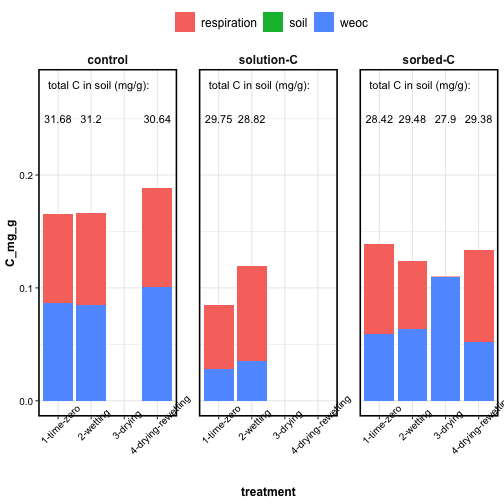 respiration soil weoc
control solution-C sorbed-C
total C in soil (mg/g): total C in soil (mg/g): total C in soil (mg/g):
31.68 31.2 30.64 29.75 28.82 28.42 29.48 27.9 29.38
0.2
0.1
0.0
C_mg_g
1-time-zero 2-wetting 3-drying 4-drying-rewetting 1-time-zero 2-wetting 3-drying 4-drying-rewetting 1-time-zero 2-wetting 3-drying 4-drying-rewetting
treatment